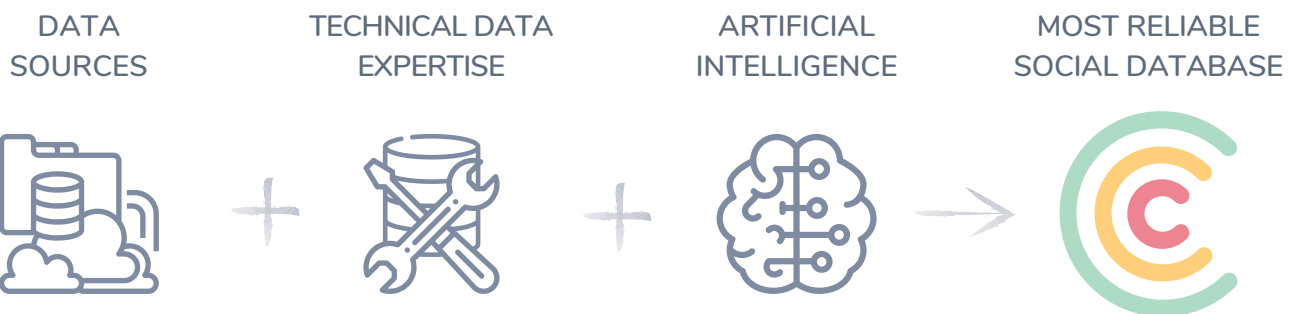 DATA
SOURCES
TECHNICAL DATA
EXPERTISE
ARTIFICIAL
INTELLIGENCE
MOST RELIABLE
SOCIAL DATABASE